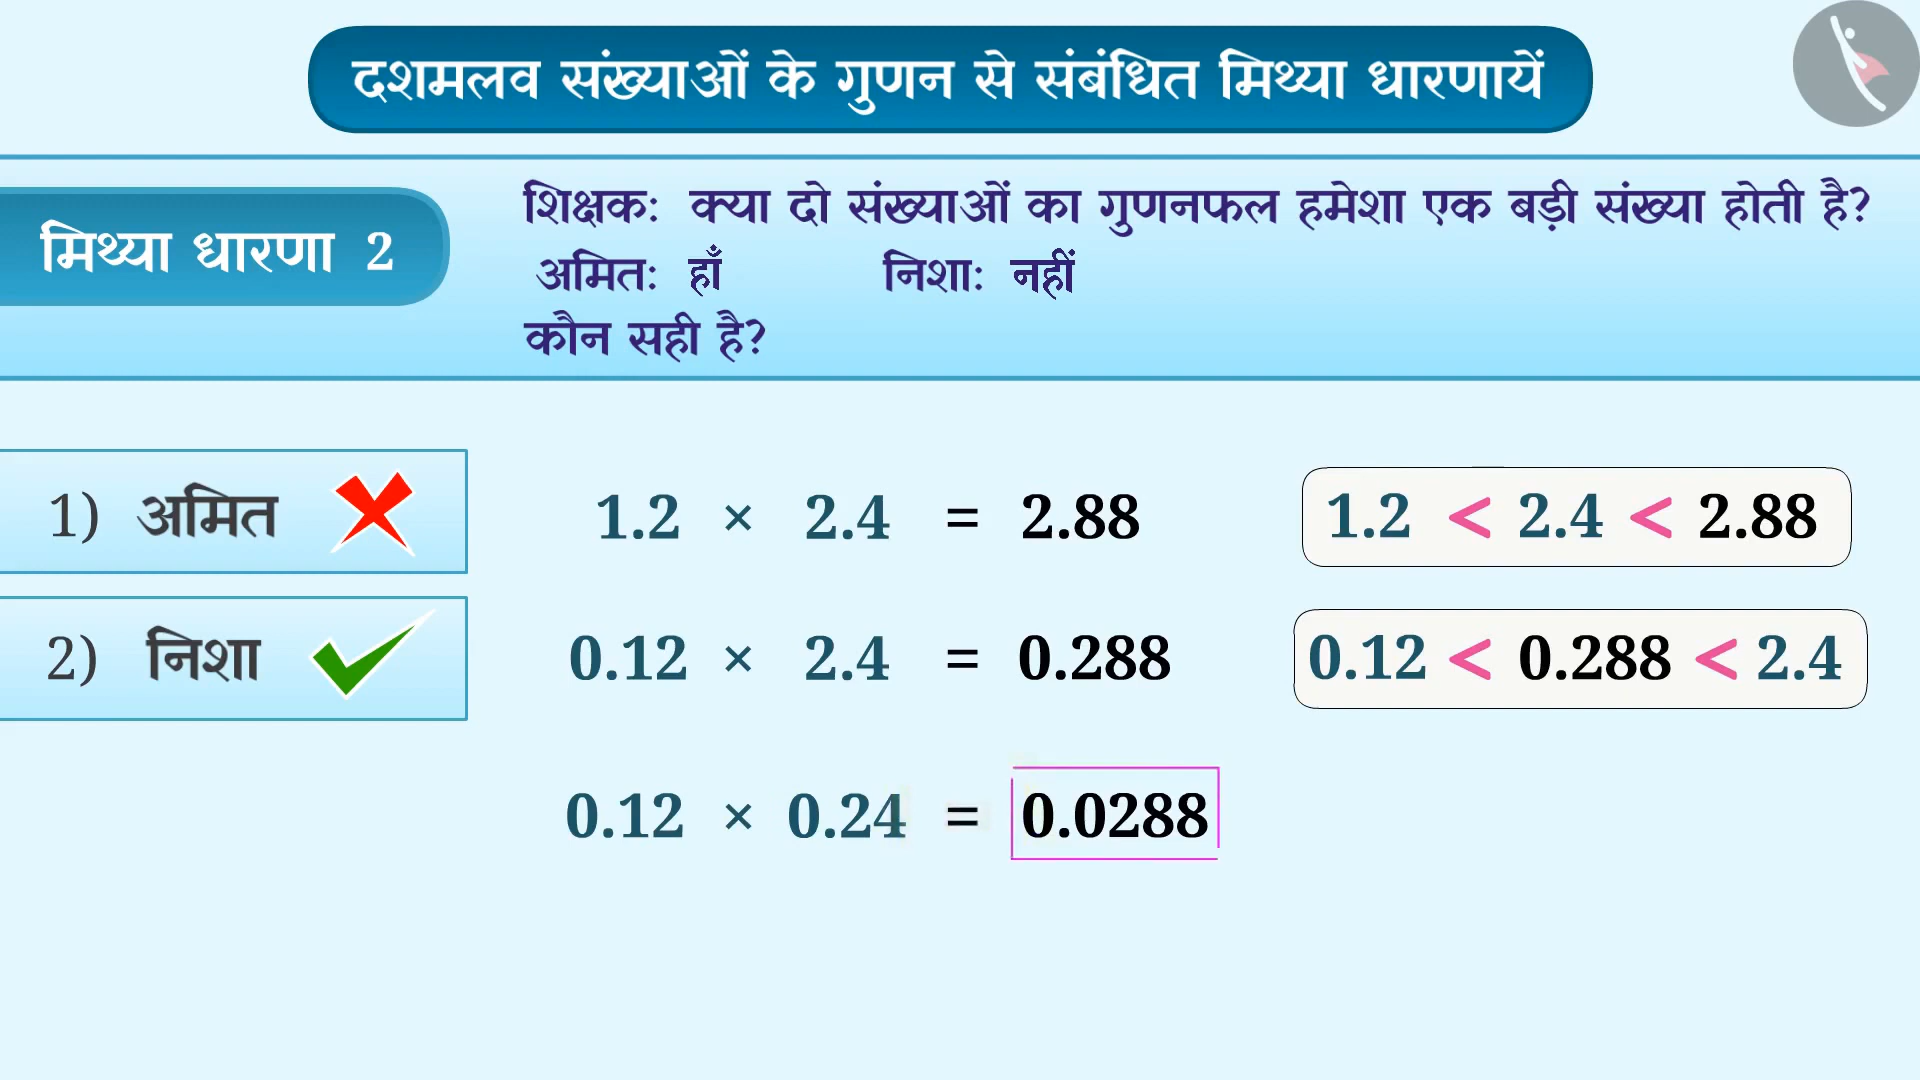 दशमलव संख्याओं के गुणन से संबंधित मिथ्या धारणायें
मिथ्या धारणा 2
शिक्षक: क्या दो संख्याओं का गुणनफल हमेशा एक बड़ी संख्या होती है?
अमित: हाँ निशा: नहीं
कौन सही है?
1) अमित
1.2 × 2.4 = 2.88
1.2 < 2.4 < 2.88
2) निशा
0.12 × 2.4 = 0.288
0.12 < 0.288 < 2.4
0.12 × 0.24 = 0.0288